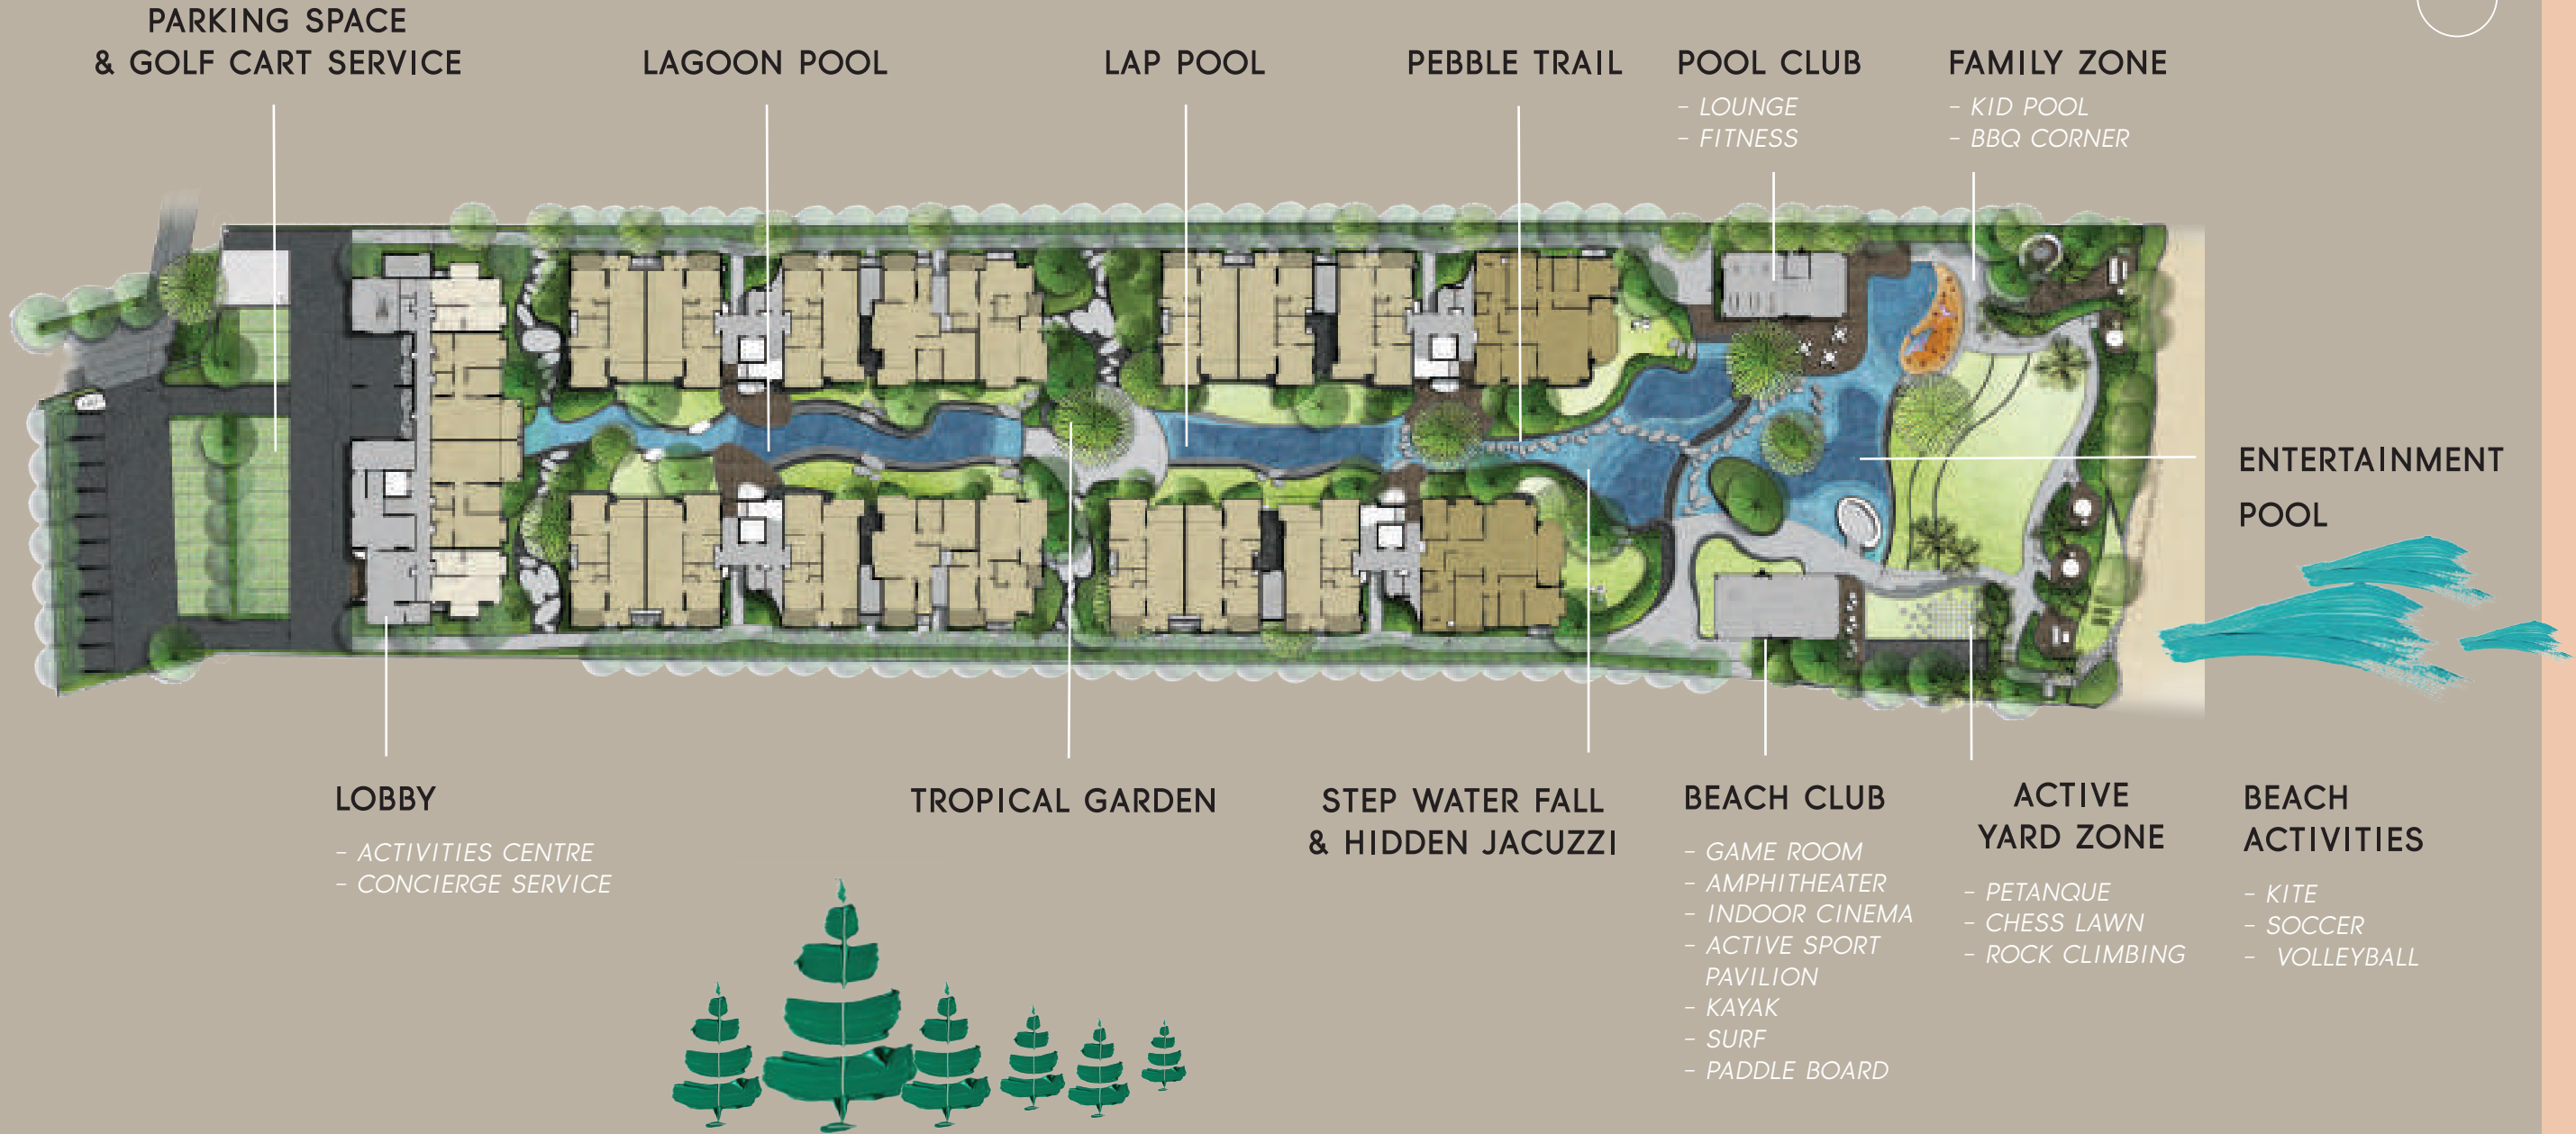 PARKING SPACE
& GOLF CART SERVICE
LAGOON POOL
LAP POOL
PEBBLE TRAIL
POOL CLUB
- LOUNGE
- FITNESS
FAMILY ZONE
- KID POOL
- BBQ CORNER
ENTERTAINMENT
POOL
LOBBY
- ACTIVITIES CENTRE
- CONCIERGE SERVICE
TROPICAL GARDEN
STEP WATER FALL
& HIDDEN JACUZZI
BEACH CLUB
- GAME ROOM
- AMPHITHEATER
- INDOOR CINEMA
- ACTIVE SPORT
PAVILION
- KAYAK
- SURF
- PADDLE BOARD
ACTIVE
YARD ZONE
- PETANQUE
- CHESS LAWN
- ROCK CLIMBING
BEACH
ACTIVITIES
- KITE
- SOCCER
- VOLLEYBALL